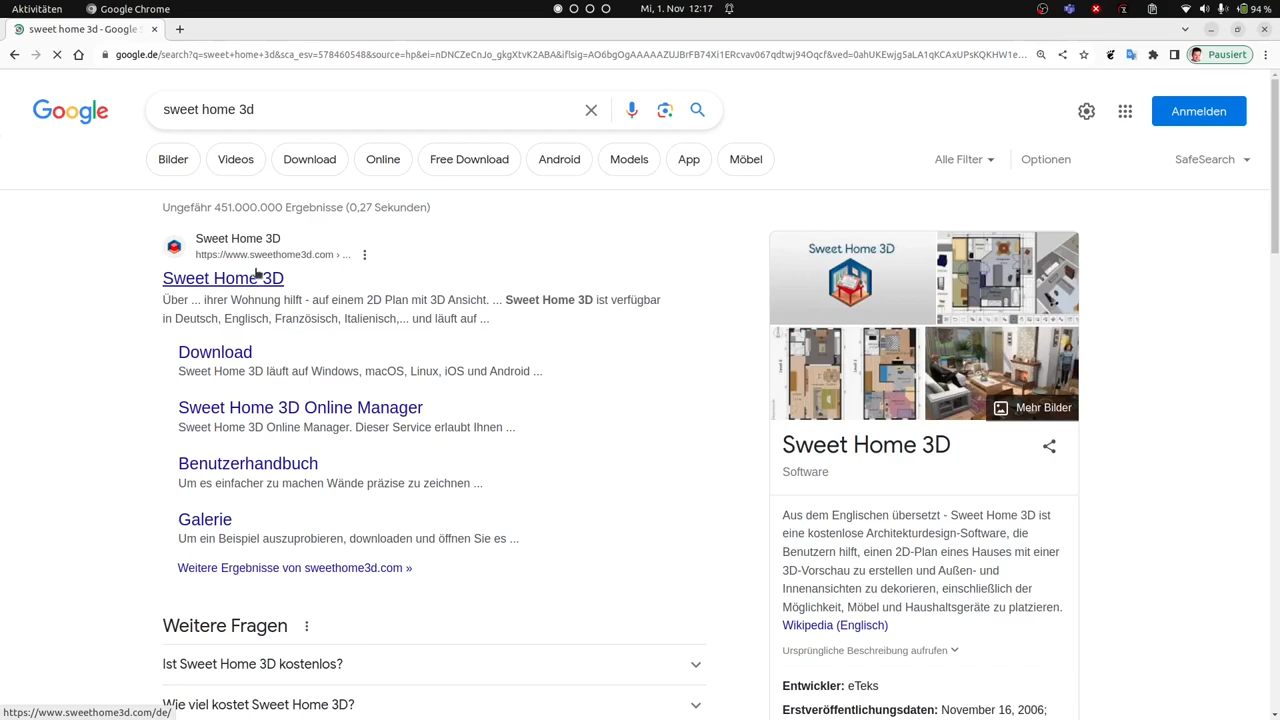 Aktivitäten Google Chrome Mi, 1. Nov 12:17 94 %
sweet home 3d - Google S
google.de/search?q=sweet+home+3d&sca_esv=578460548&source=hp&ei=nDNCZeCnJo_gkgXtvK2ABA&iflsig=AO6bgOgAAAAAZUJBrFB74Xi1ERcvav067qdtwj94Oqcf&ved=0ahUKEwjg5aLA1qKCAxUPsKQKHW1e... Pausiert
Google sweet home 3d Anmelden
Bilder Videos Download Online Free Download Android Models App Möbel Alle Filter Optionen SafeSearch
Ungefähr 451.000.000 Ergebnisse (0,27 Sekunden)
Sweet Home 3D
https://www.sweethome3d.com › ...
Sweet Home 3D
Über ... ihrer Wohnung hilft - auf einem 2D Plan mit 3D Ansicht. ... Sweet Home 3D ist verfügbar
in Deutsch, Englisch, Französisch, Italienisch,... und läuft auf ...
Download
Sweet Home 3D läuft auf Windows, macOS, Linux, iOS und Android ...
Sweet Home 3D Online Manager
Sweet Home 3D Online Manager. Dieser Service erlaubt Ihnen ...
Benutzerhandbuch
Um es einfacher zu machen Wände präzise zu zeichnen ...
Galerie
Um ein Beispiel auszuprobieren, downloaden und öffnen Sie es ...
Weitere Ergebnisse von sweethome3d.com »
Weitere Fragen
Ist Sweet Home 3D kostenlos?
Wie viel kostet Sweet Home 3D?
Sweet Home 3D
Mehr Bilder
Sweet Home 3D
Software
Aus dem Englischen übersetzt - Sweet Home 3D ist
eine kostenlose Architekturdesign-Software, die
Benutzern hilft, einen 2D-Plan eines Hauses mit einer
3D-Vorschau zu erstellen und Außen- und
Innenansichten zu dekorieren, einschließlich der
Möglichkeit, Möbel und Haushaltsgeräte zu platzieren.
Wikipedia (Englisch)
Ursprüngliche Beschreibung aufrufen
Entwickler: eTeks
Erstveröffentlichungsdaten: November 16, 2006;
https://www.sweethome3d.com/de/